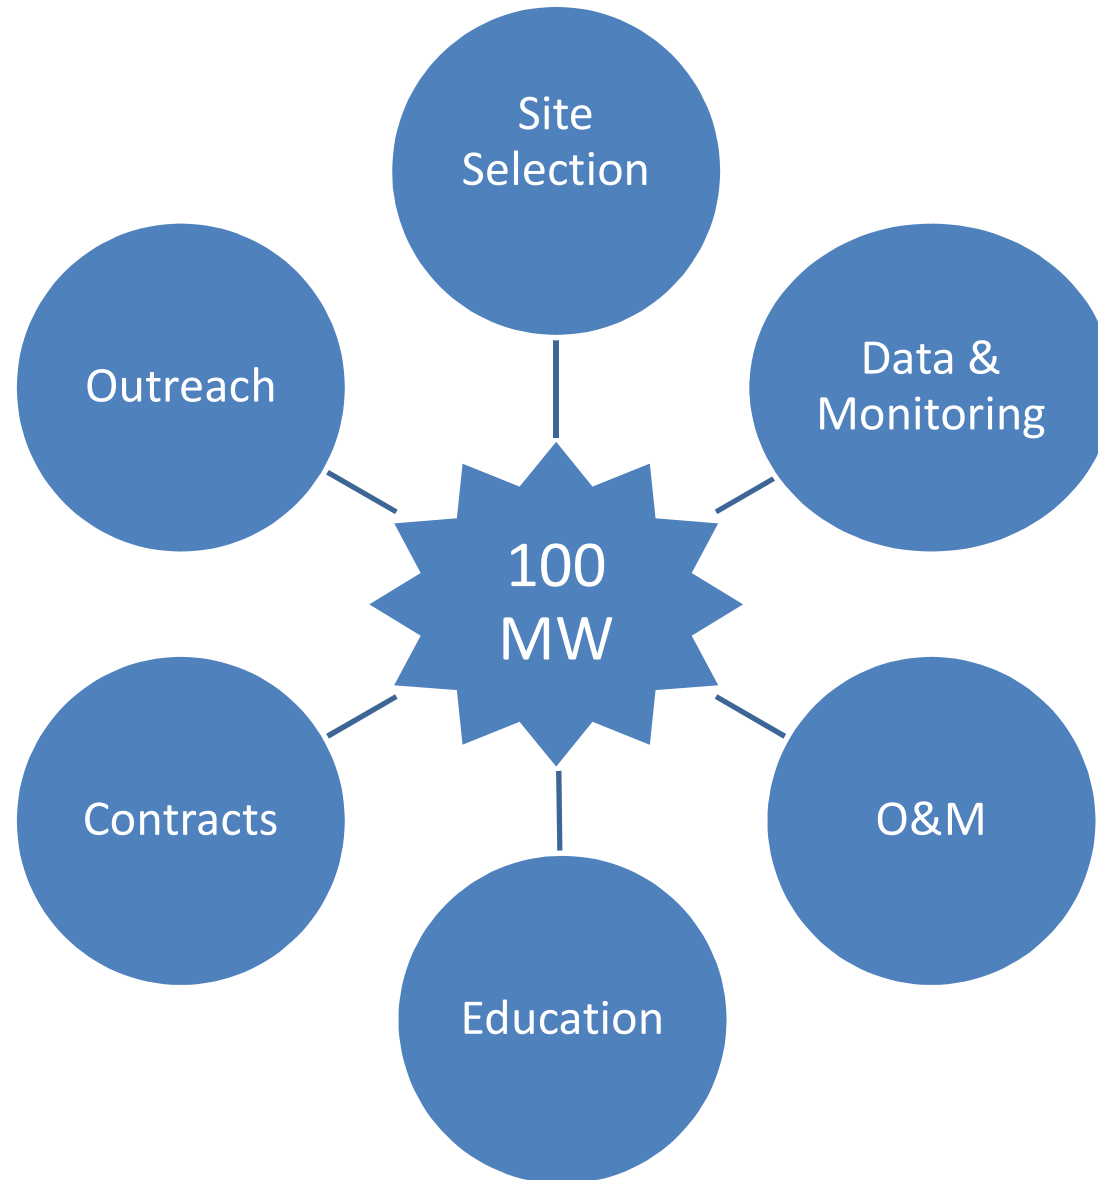 Site
Selection
Outreach
Data &
Monitoring
100
MW
Contracts
O&M
Education